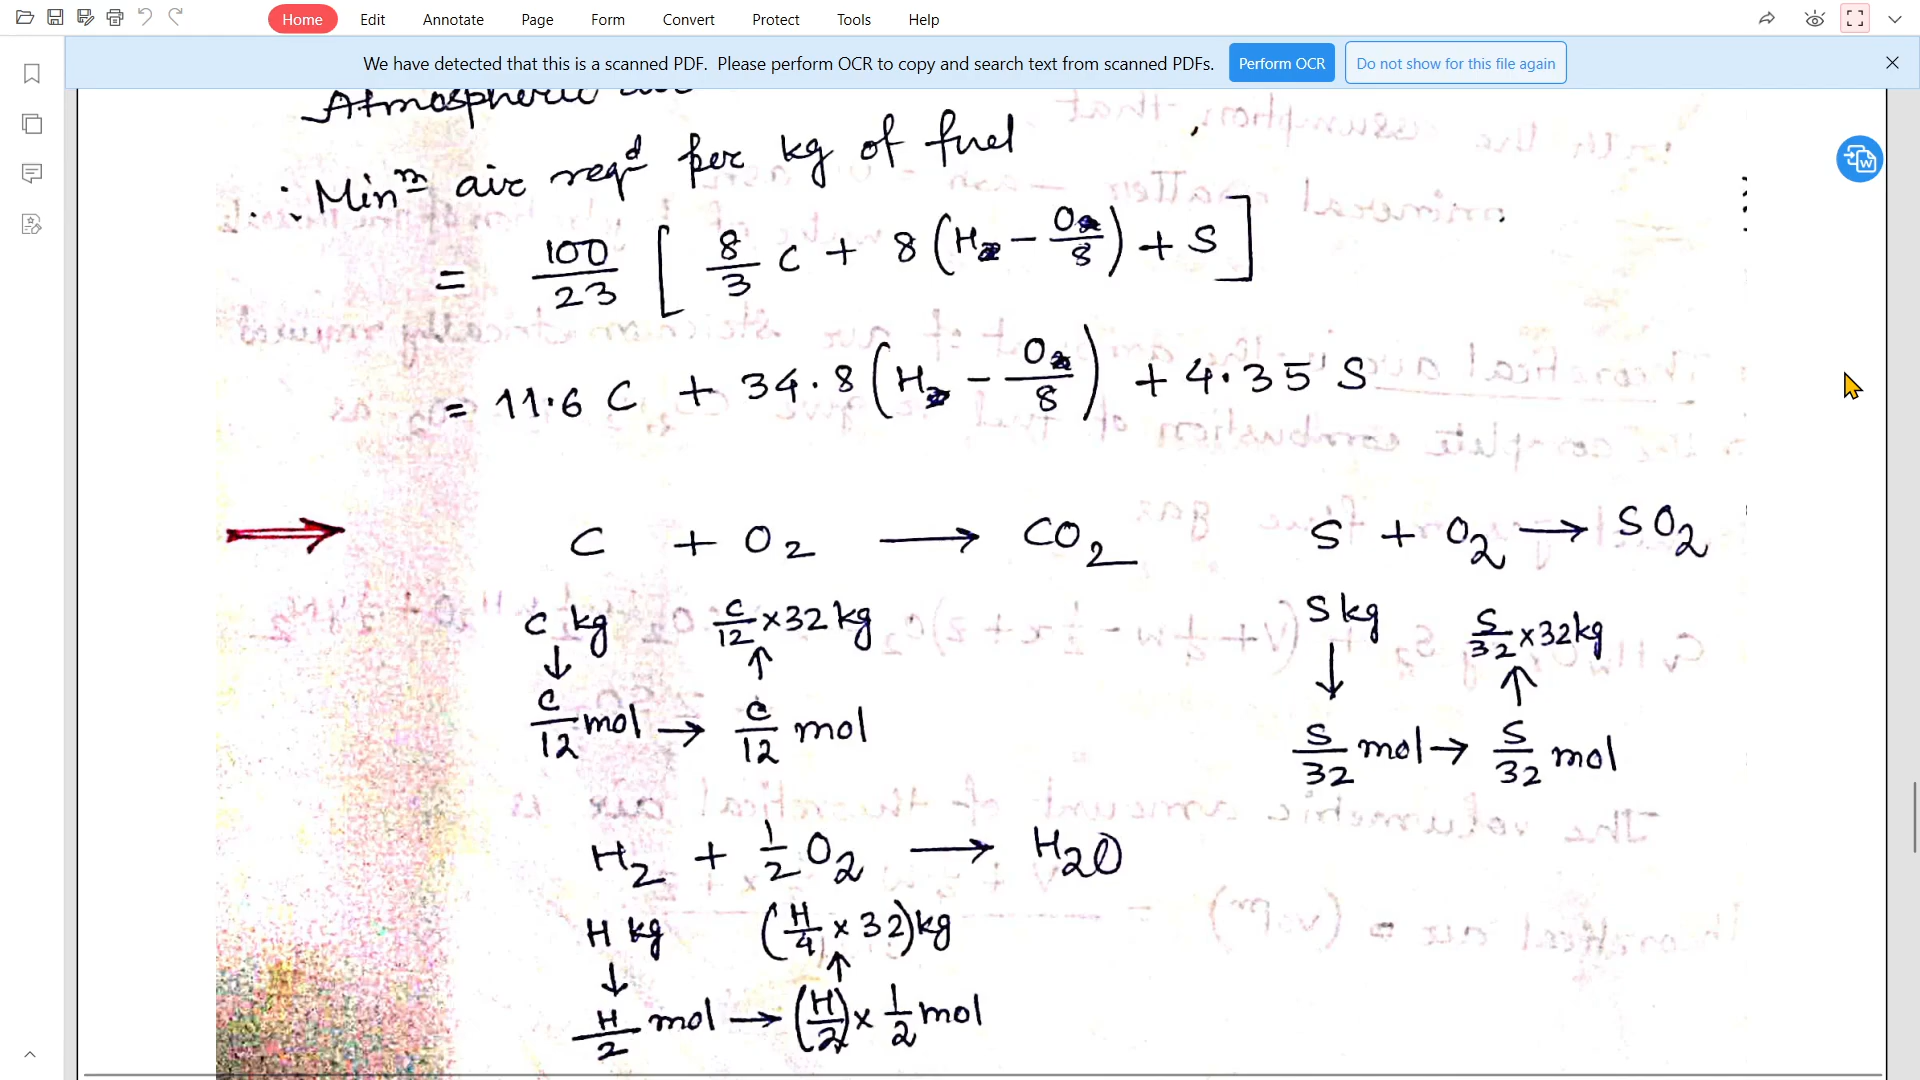 Home Edit Annotate Page Form Convert Protect Tools Help
We have detected that this is a scanned PDF. Please perform OCR to copy and search text from scanned PDFs. Perform OCR Do not show for this file again
Atmospheric air
∴ Minᵐ air reqᵈ per kg of fuel
= 100/23 [ 8/3 C + 8 (H - O/8) + S ]
= 11.6 C + 34.8 (H - O/8) + 4.35 S
C + O₂ → CO₂ S + O₂ → SO₂
C kg C/12 × 32 kg S kg S/32 × 32 kg
↓ ↑ ↓ ↑
C/12 mol → C/12 mol S/32 mol → S/32 mol
H₂ + 1/2 O₂ → H₂O
H kg (H/4 × 32) kg
↓ ↑
H/2 mol → (H/2) × 1/2 mol